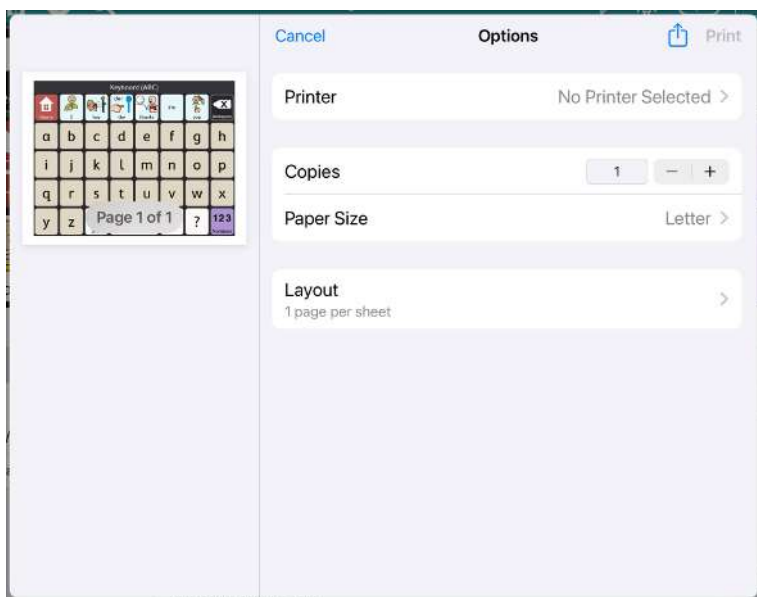 Cancel
Options
Print
Keyboard (ABC)
a b c d e f g h
i j k l m n o p
q r s t u v w x
y z ? 123
Page 1 of 1
Printer
No Printer Selected >
Copies
1 - +
Paper Size
Letter >
Layout
>
1 page per sheet